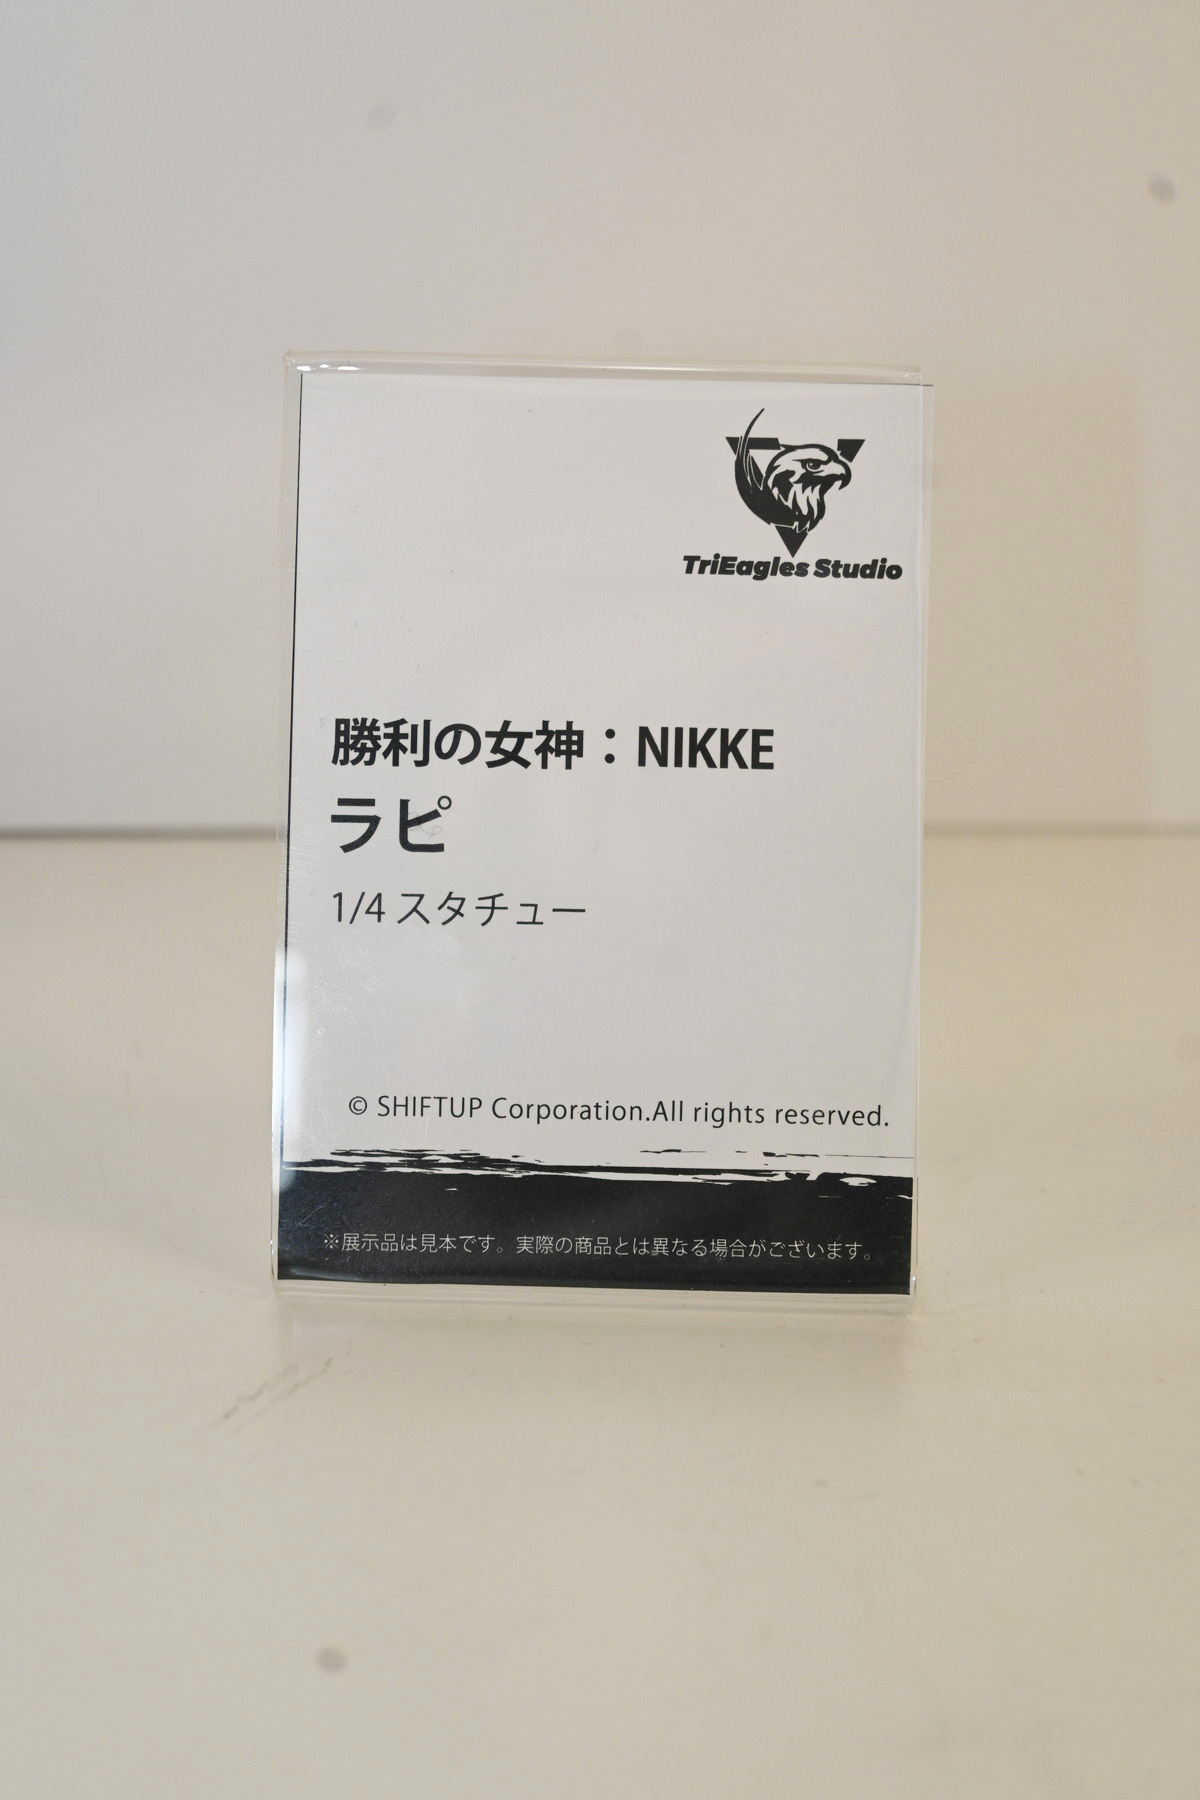 TriEagles Studio
勝利の女神：NIKKE
ラピ
1/4 スタチュー
© SHIFTUP Corporation.All rights reserved.
※展示品は見本です。実際の商品とは異なる場合がございます。